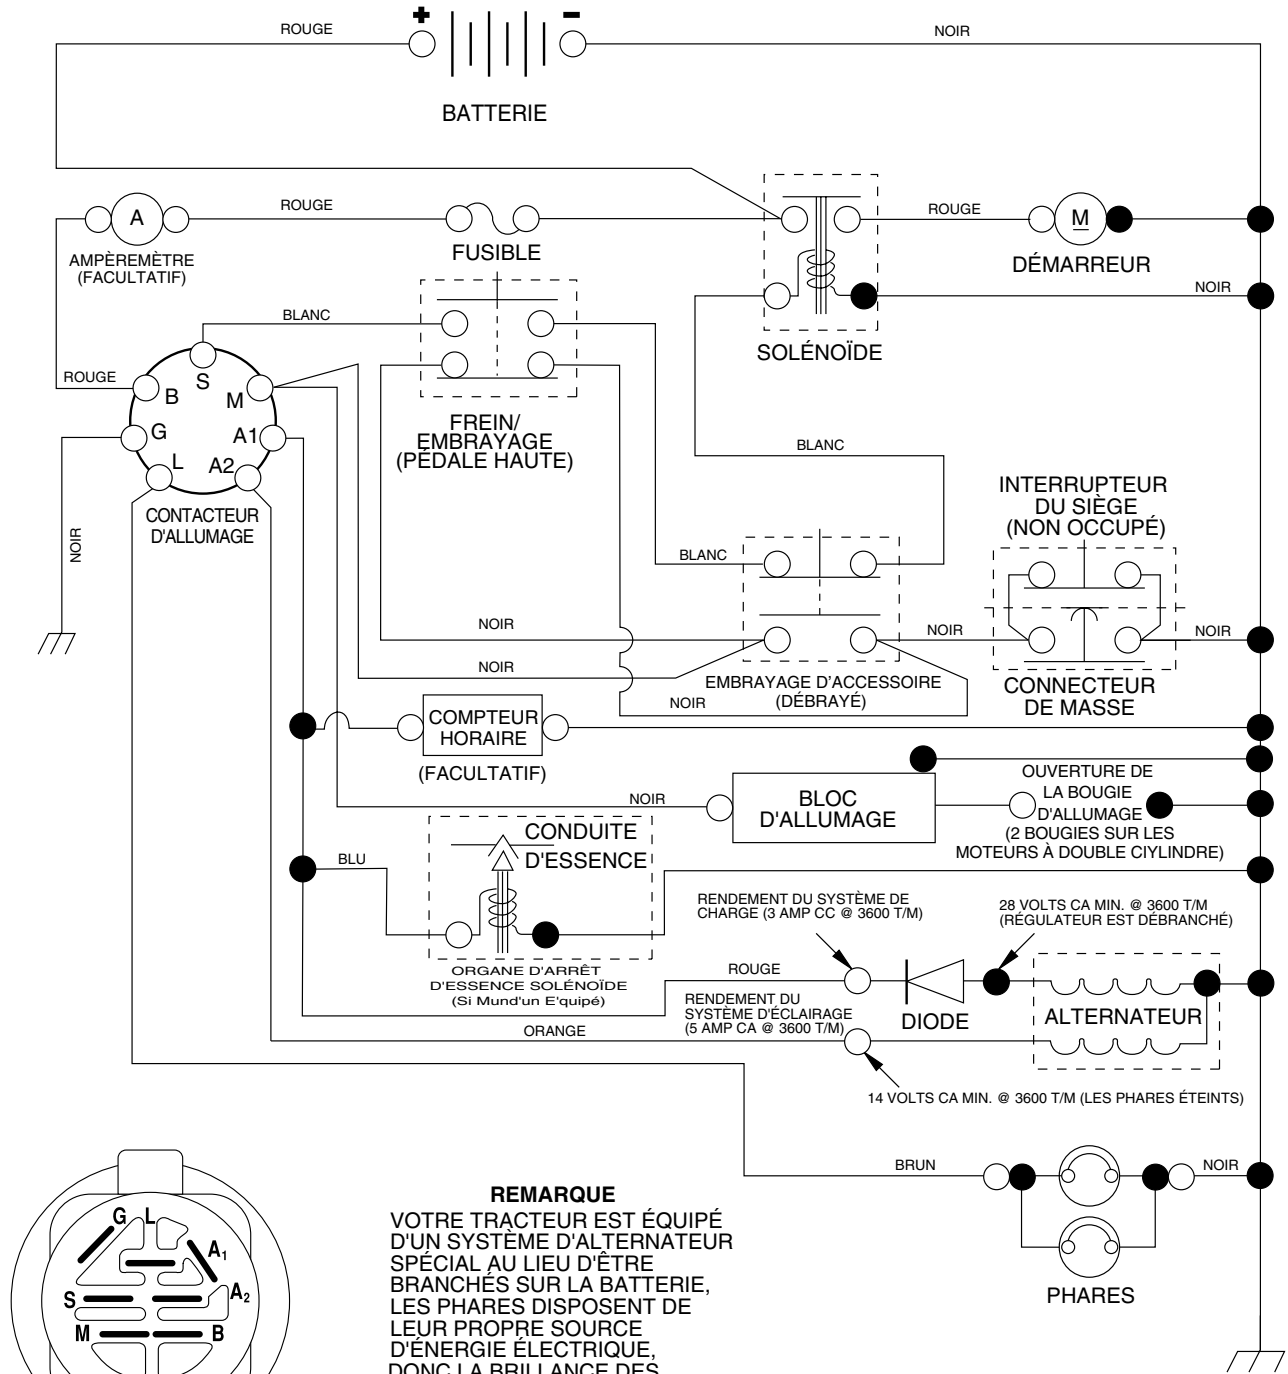 + −
ROUGE
NOIR
BATTERIE
A
ROUGE
FUSIBLE
AMPÈREMÈTRE
(FACULTATIF)
ROUGE
M
DÉMARREUR
NOIR
SOLÉNOÏDE
BLANC
ROUGE
S
B
M
G
A1
L
A2
CONTACTEUR
D'ALLUMAGE
NOIR
FREIN/
EMBRAYAGE
(PÉDALE HAUTE)
BLANC
BLANC
INTERRUPTEUR
DU SIÈGE
(NON OCCUPÉ)
NOIR
NOIR
NOIR
NOIR
NOIR
EMBRAYAGE D'ACCESSOIRE
(DÉBRAYÉ)
CONNECTEUR
DE MASSE
COMPTEUR
HORAIRE
(FACULTATIF)
NOIR
BLOC
D'ALLUMAGE
OUVERTURE DE
LA BOUGIE
D'ALLUMAGE
(2 BOUGIES SUR LES
MOTEURS À DOUBLE CIYLINDRE)
BLU
CONDUITE
D'ESSENCE
ORGANE D'ARRÊT
D'ESSENCE SOLÉNOÏDE
(Si Mund'un E'quipé)
RENDEMENT DU SYSTÈME DE
CHARGE (3 AMP CC @ 3600 T/M)
28 VOLTS CA MIN. @ 3600 T/M
(RÉGULATEUR EST DÉBRANCHÉ)
ROUGE
RENDEMENT DU
SYSTÈME D'ÉCLAIRAGE
(5 AMP CA @ 3600 T/M)
DIODE
ALTERNATEUR
ORANGE
14 VOLTS CA MIN. @ 3600 T/M (LES PHARES ÉTEINTS)
BRUN
NOIR
PHARES
G L
A1
A2
S
M
B
REMARQUE
VOTRE TRACTEUR EST ÉQUIPÉ
D'UN SYSTÈME D'ALTERNATEUR
SPÉCIAL AU LIEU D'ÊTRE
BRANCHÉS SUR LA BATTERIE,
LES PHARES DISPOSENT DE
LEUR PROPRE SOURCE
D'ÉNERGIE ÉLECTRIQUE,
DONC LA BRILLANCE DES